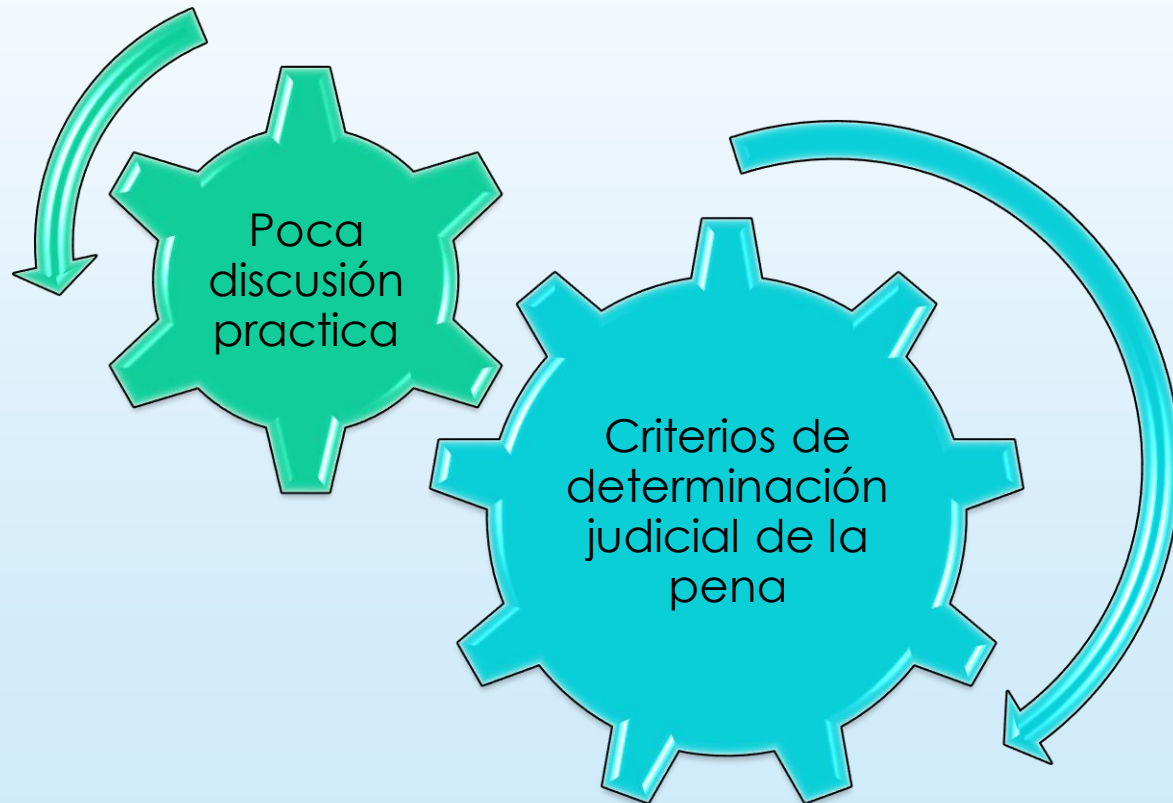 Poca
discusión
practica
Criterios de
determinación
judicial de la
pena